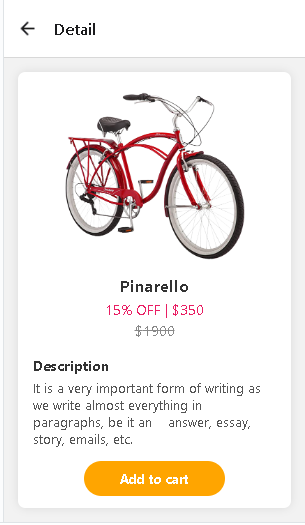 Detail
Pinarello
15% OFF | $350
$1900
Description
It is a very important form of writing as
we write almost everything in
paragraphs, be it an answer, essay,
story, emails, etc.
Add to cart